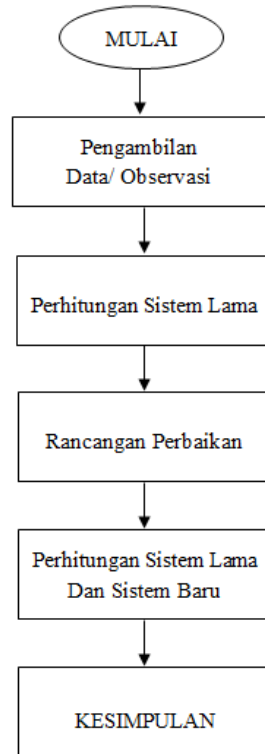 MULAI
Pengambilan
Data/ Observasi
Perhitungan Sistem Lama
Rancangan Perbaikan
Perhitungan Sistem Lama
Dan Sistem Baru
KESIMPULAN